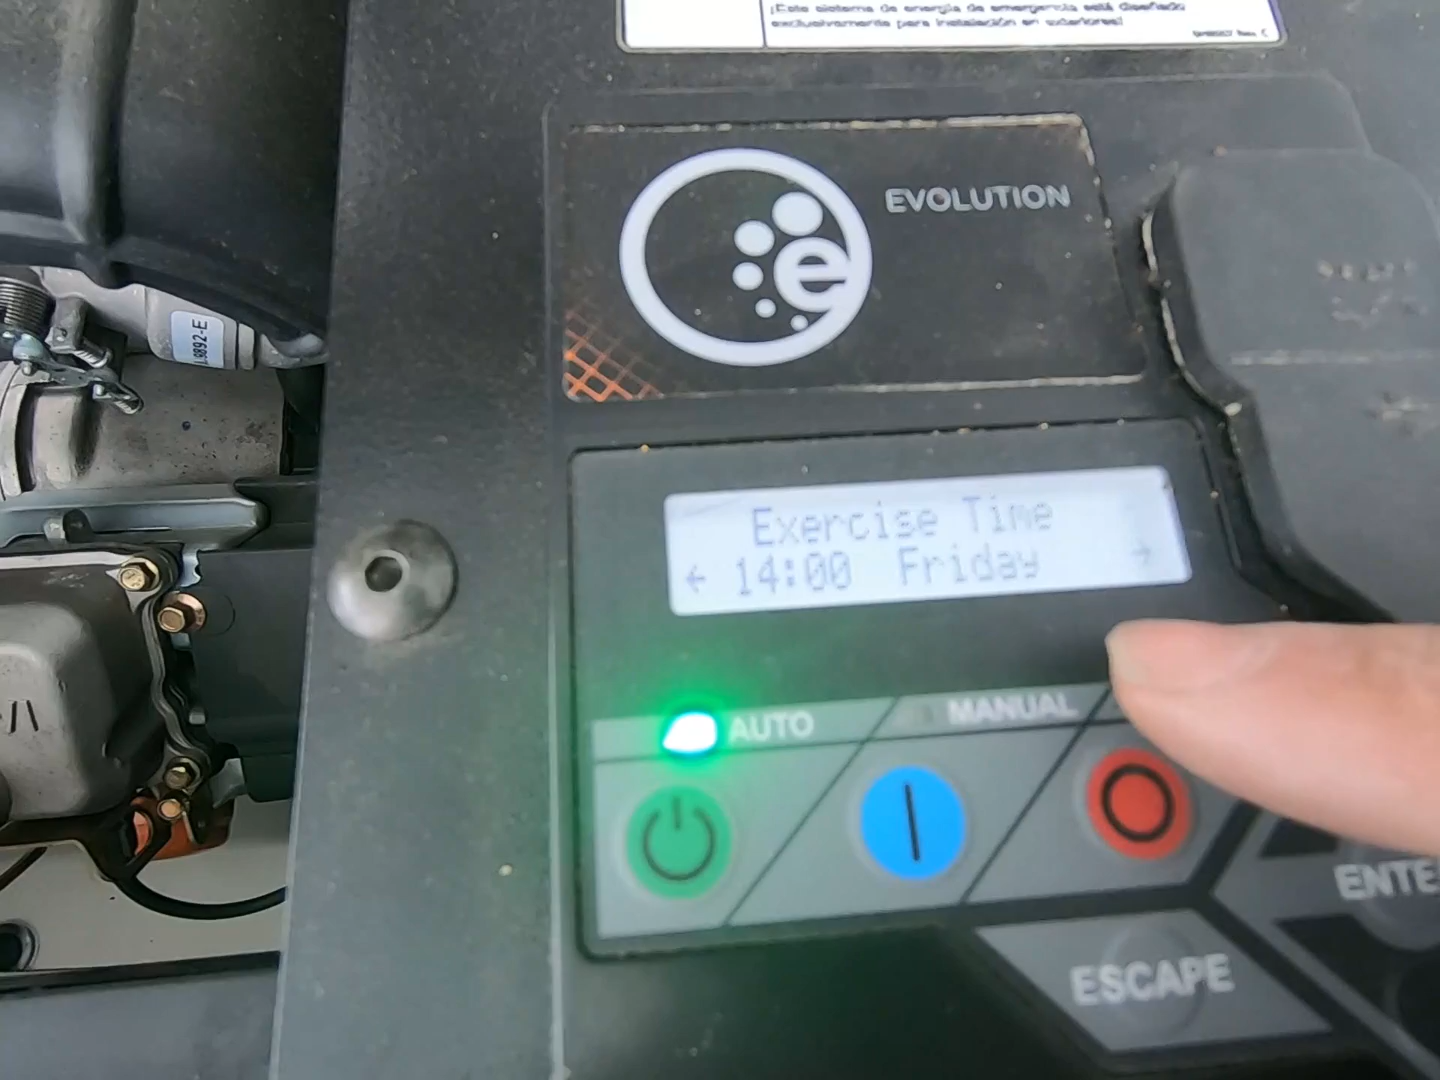 ¡Este sistema de energía de emergencia está diseñado
exclusivamente para instalación en exteriores!
e
EVOLUTION
Exercise Time
← 14:00 Friday →
AUTO
MANUAL
ENTE
ESCAPE